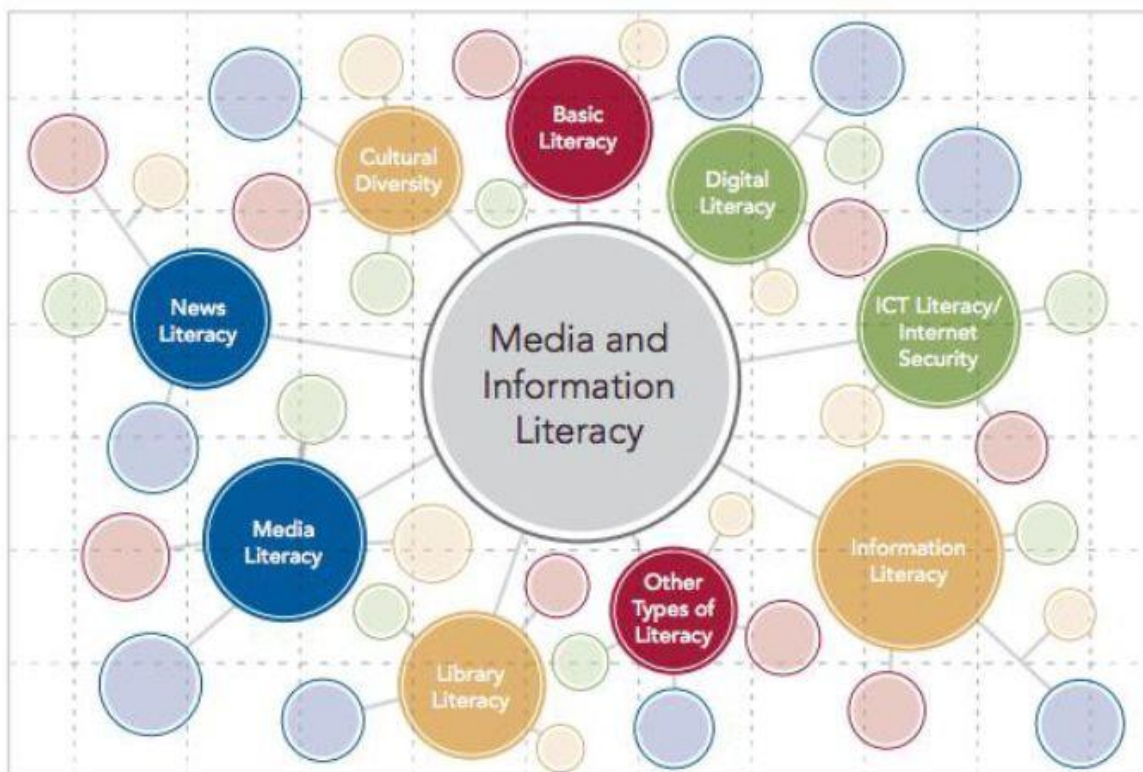 Basic
Literacy
Cultural
Diversity
Digital
Literacy
News
Literacy
ICT Literacy/
Internet
Security
Media and
Information
Literacy
Media
Literacy
Information
Literacy
Other
Types of
Literacy
Library
Literacy